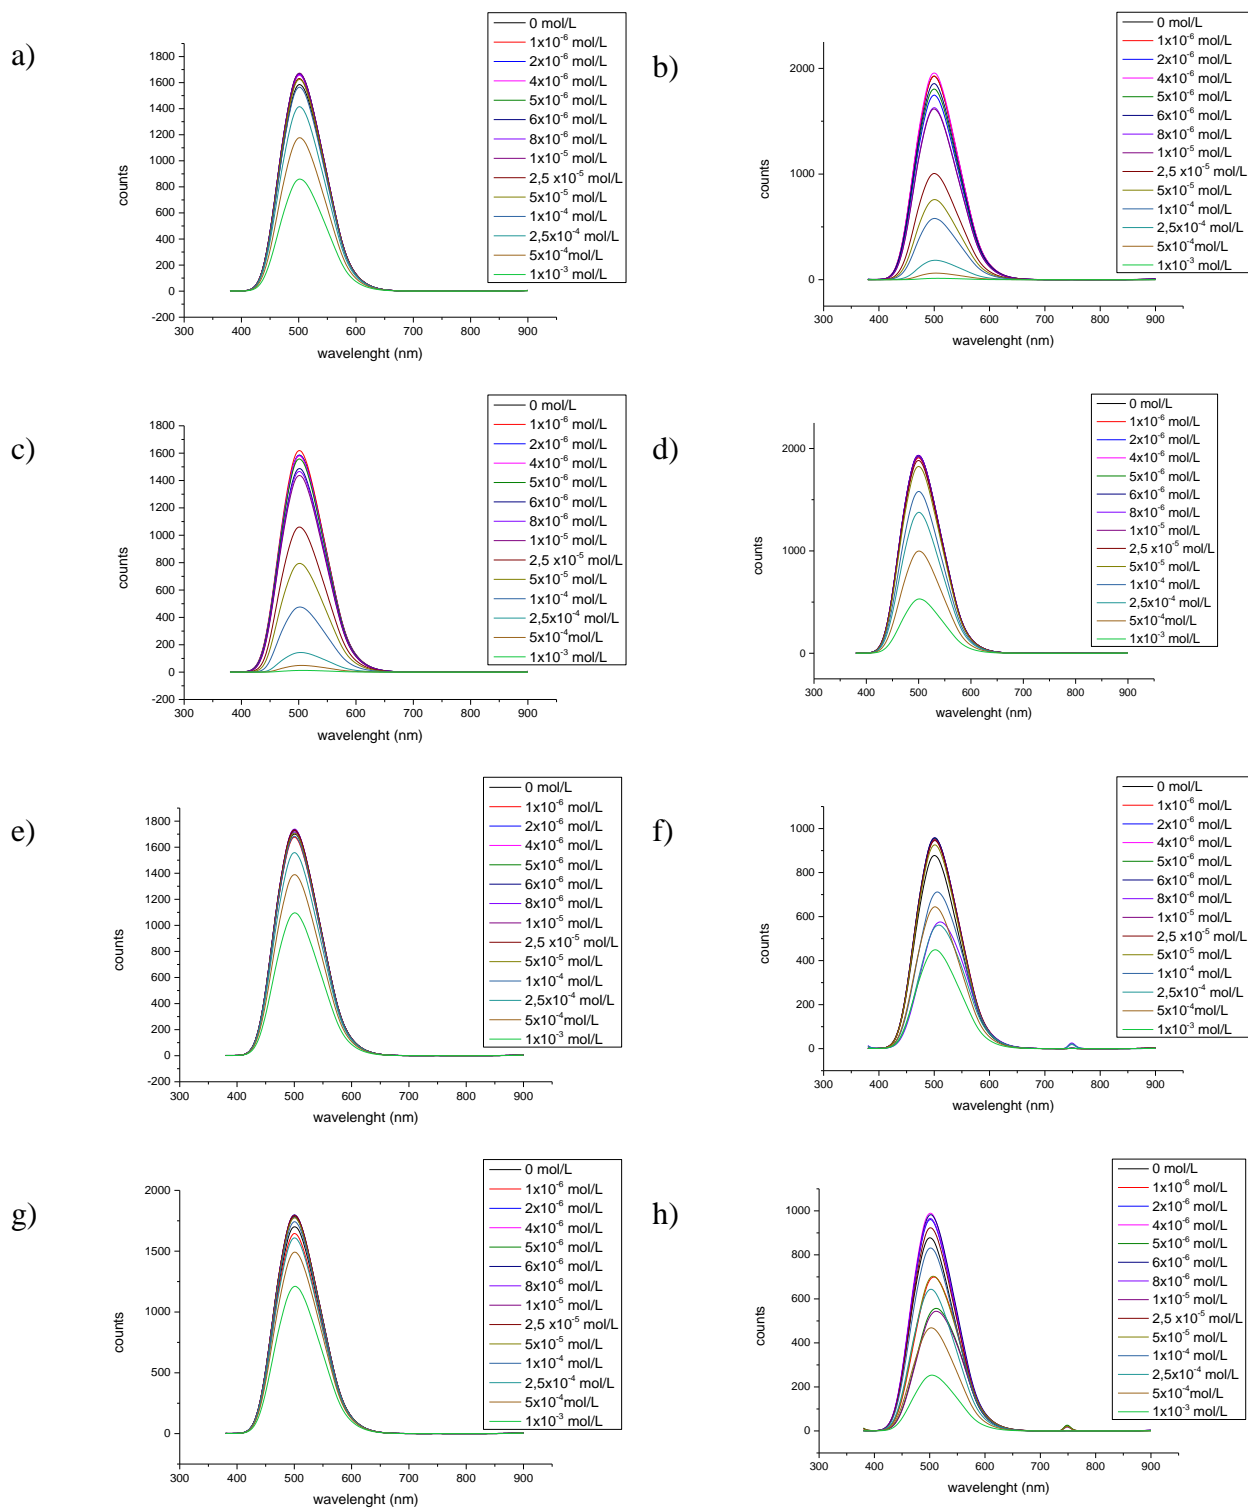 a)
0 mol/L
1x10⁻⁶ mol/L
2x10⁻⁶ mol/L
4x10⁻⁶ mol/L
5x10⁻⁶ mol/L
6x10⁻⁶ mol/L
8x10⁻⁶ mol/L
1x10⁻⁵ mol/L
2,5 x10⁻⁵ mol/L
5x10⁻⁵ mol/L
1x10⁻⁴ mol/L
2,5x10⁻⁴ mol/L
5x10⁻⁴mol/L
1x10⁻³ mol/L
counts
1800
1600
1400
1200
1000
800
600
400
200
0
-200
300 400 500 600 700 800 900
wavelenght (nm)
b)
0 mol/L
1x10⁻⁶ mol/L
2x10⁻⁶ mol/L
4x10⁻⁶ mol/L
5x10⁻⁶ mol/L
6x10⁻⁶ mol/L
8x10⁻⁶ mol/L
1x10⁻⁵ mol/L
2,5 x10⁻⁵ mol/L
5x10⁻⁵ mol/L
1x10⁻⁴ mol/L
2,5x10⁻⁴ mol/L
5x10⁻⁴mol/L
1x10⁻³ mol/L
counts
2000
1000
0
300 400 500 600 700 800 900
wavelenght (nm)
c)
0 mol/L
1x10⁻⁶ mol/L
2x10⁻⁶ mol/L
4x10⁻⁶ mol/L
5x10⁻⁶ mol/L
6x10⁻⁶ mol/L
8x10⁻⁶ mol/L
1x10⁻⁵ mol/L
2,5 x10⁻⁵ mol/L
5x10⁻⁵ mol/L
1x10⁻⁴ mol/L
2,5x10⁻⁴ mol/L
5x10⁻⁴mol/L
1x10⁻³ mol/L
counts
1800
1600
1400
1200
1000
800
600
400
200
0
-200
300 400 500 600 700 800 900
wavelenght (nm)
d)
0 mol/L
1x10⁻⁶ mol/L
2x10⁻⁶ mol/L
4x10⁻⁶ mol/L
5x10⁻⁶ mol/L
6x10⁻⁶ mol/L
8x10⁻⁶ mol/L
1x10⁻⁵ mol/L
2,5 x10⁻⁵ mol/L
5x10⁻⁵ mol/L
1x10⁻⁴ mol/L
2,5x10⁻⁴ mol/L
5x10⁻⁴mol/L
1x10⁻³ mol/L
counts
2000
1000
0
300 400 500 600 700 800 900
wavelenght (nm)
e)
0 mol/L
1x10⁻⁶ mol/L
2x10⁻⁶ mol/L
4x10⁻⁶ mol/L
5x10⁻⁶ mol/L
6x10⁻⁶ mol/L
8x10⁻⁶ mol/L
1x10⁻⁵ mol/L
2,5 x10⁻⁵ mol/L
5x10⁻⁵ mol/L
1x10⁻⁴ mol/L
2,5x10⁻⁴ mol/L
5x10⁻⁴mol/L
1x10⁻³ mol/L
counts
1800
1600
1400
1200
1000
800
600
400
200
0
-200
300 400 500 600 700 800 900
wavelenght (nm)
f)
0 mol/L
1x10⁻⁶ mol/L
2x10⁻⁶ mol/L
4x10⁻⁶ mol/L
5x10⁻⁶ mol/L
6x10⁻⁶ mol/L
8x10⁻⁶ mol/L
1x10⁻⁵ mol/L
2,5 x10⁻⁵ mol/L
5x10⁻⁵ mol/L
1x10⁻⁴ mol/L
2,5x10⁻⁴ mol/L
5x10⁻⁴mol/L
1x10⁻³ mol/L
counts
1000
800
600
400
200
0
300 400 500 600 700 800 900
wavelenght (nm)
g)
0 mol/L
1x10⁻⁶ mol/L
2x10⁻⁶ mol/L
4x10⁻⁶ mol/L
5x10⁻⁶ mol/L
6x10⁻⁶ mol/L
8x10⁻⁶ mol/L
1x10⁻⁵ mol/L
2,5 x10⁻⁵ mol/L
5x10⁻⁵ mol/L
1x10⁻⁴ mol/L
2,5x10⁻⁴ mol/L
5x10⁻⁴mol/L
1x10⁻³ mol/L
counts
2000
1500
1000
500
0
300 400 500 600 700 800 900
wavelenght (nm)
h)
0 mol/L
1x10⁻⁶ mol/L
2x10⁻⁶ mol/L
4x10⁻⁶ mol/L
5x10⁻⁶ mol/L
6x10⁻⁶ mol/L
8x10⁻⁶ mol/L
1x10⁻⁵ mol/L
2,5 x10⁻⁵ mol/L
5x10⁻⁵ mol/L
1x10⁻⁴ mol/L
2,5x10⁻⁴ mol/L
5x10⁻⁴mol/L
1x10⁻³ mol/L
counts
1000
800
600
400
200
0
300 400 500 600 700 800 900
wavelenght (nm)